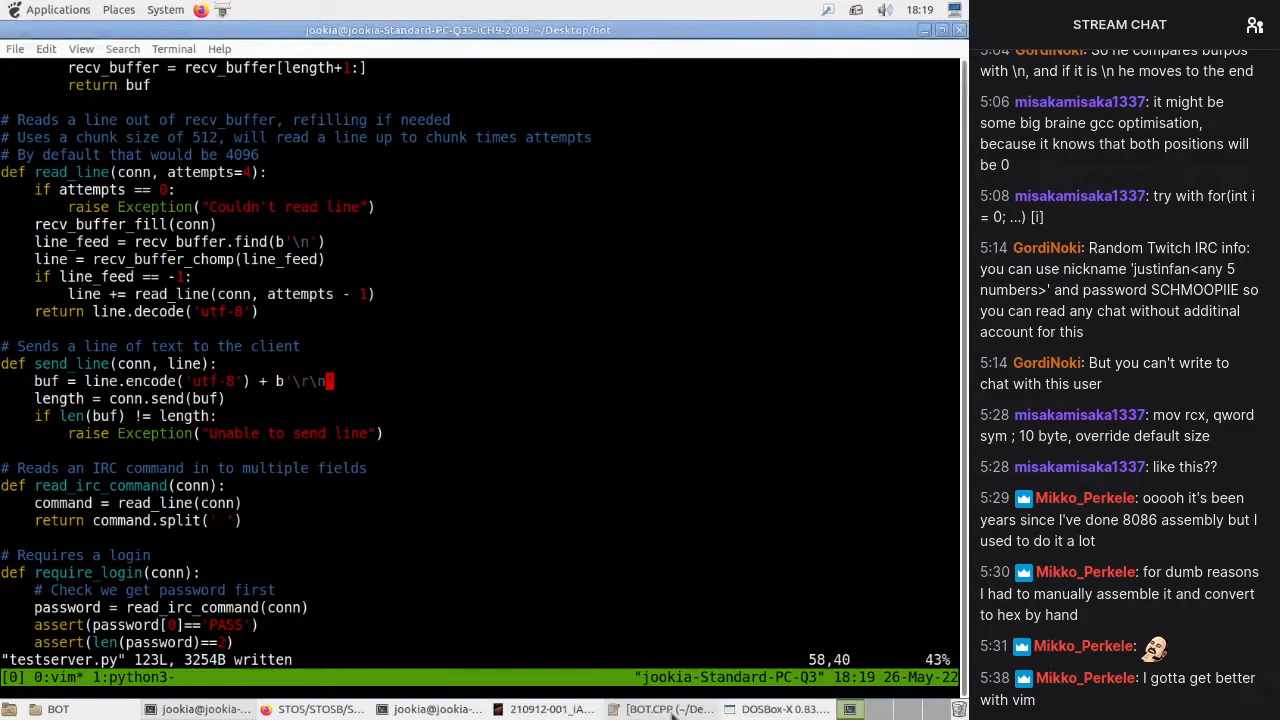 Applications Places System 18:19
jookia@jookia-Standard-PC-Q35-ICH9-2009: ~/Desktop/bot
File Edit View Search Terminal Help
recv_buffer = recv_buffer[length+1:]
return buf
# Reads a line out of recv_buffer, refilling if needed
# Uses a chunk size of 512, will read a line up to chunk times attempts
# By default that would be 4096
def read_line(conn, attempts=4):
if attempts == 0:
raise Exception("Couldn't read line")
recv_buffer_fill(conn)
line_feed = recv_buffer.find(b'\n')
line = recv_buffer_chomp(line_feed)
if line_feed == -1:
line += read_line(conn, attempts - 1)
return line.decode('utf-8')
# Sends a line of text to the client
def send_line(conn, line):
buf = line.encode('utf-8') + b'\r\n'
length = conn.send(buf)
if len(buf) != length:
raise Exception("Unable to send line")
# Reads an IRC command in to multiple fields
def read_irc_command(conn):
command = read_line(conn)
return command.split(' ')
# Requires a login
def require_login(conn):
# Check we get password first
password = read_irc_command(conn)
assert(password[0]=='PASS')
assert(len(password)==2)
"testserver.py" 123L, 3254B written 58,40 43%
[0] 0:vim* 1:python3- "jookia-Standard-PC-Q3" 18:19 26-May-22
BOT jookia@jookia-... STOS/STOSB/S... jookia@jookia-... 210912-001_iA... [BOT.CPP (~/De... DOSBox-X 0.83....
STREAM CHAT
5:04 GordiNoki: So he compares bufpos
with \n, and if it is \n he moves to the end
5:06 misakamisaka1337: it might be
some big braine gcc optimisation,
because it knows that both positions will
be 0
5:08 misakamisaka1337: try with for(int i
= 0; ...) [i]
5:14 GordiNoki: Random Twitch IRC info:
you can use nickname 'justinfan<any 5
numbers>' and password SCHMOOPIIE so
you can read any chat without additinal
account for this
5:14 GordiNoki: But you can't write to
chat with this user
5:28 misakamisaka1337: mov rcx, qword
sym ; 10 byte, override default size
5:28 misakamisaka1337: like this??
5:29 Mikko_Perkele: ooooh it's been
years since I've done 8086 assembly but I
used to do it a lot
5:30 Mikko_Perkele: for dumb reasons
I had to manually assemble it and convert
to hex by hand
5:31 Mikko_Perkele:
5:38 Mikko_Perkele: I gotta get better
with vim